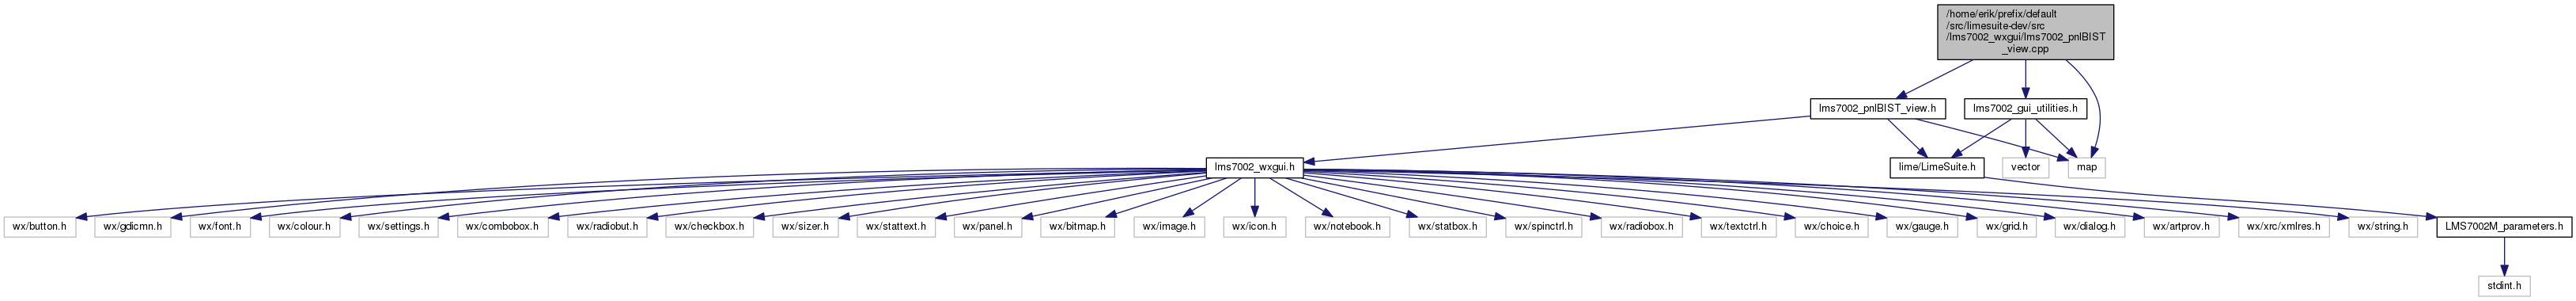 /home/erik/prefix/default
/src/limesuite-dev/src
/lms7002_wxgui/lms7002_pnlBIST
_view.cpp
lms7002_pnlBIST_view.h
lms7002_gui_utilities.h
lms7002_wxgui.h
lime/LimeSuite.h
vector
map
wx/button.h
wx/gdicmn.h
wx/font.h
wx/colour.h
wx/settings.h
wx/combobox.h
wx/radiobut.h
wx/checkbox.h
wx/sizer.h
wx/stattext.h
wx/panel.h
wx/bitmap.h
wx/image.h
wx/icon.h
wx/notebook.h
wx/statbox.h
wx/spinctrl.h
wx/radiobox.h
wx/textctrl.h
wx/choice.h
wx/gauge.h
wx/grid.h
wx/dialog.h
wx/artprov.h
wx/xrc/xmlres.h
wx/string.h
LMS7002M_parameters.h
stdint.h